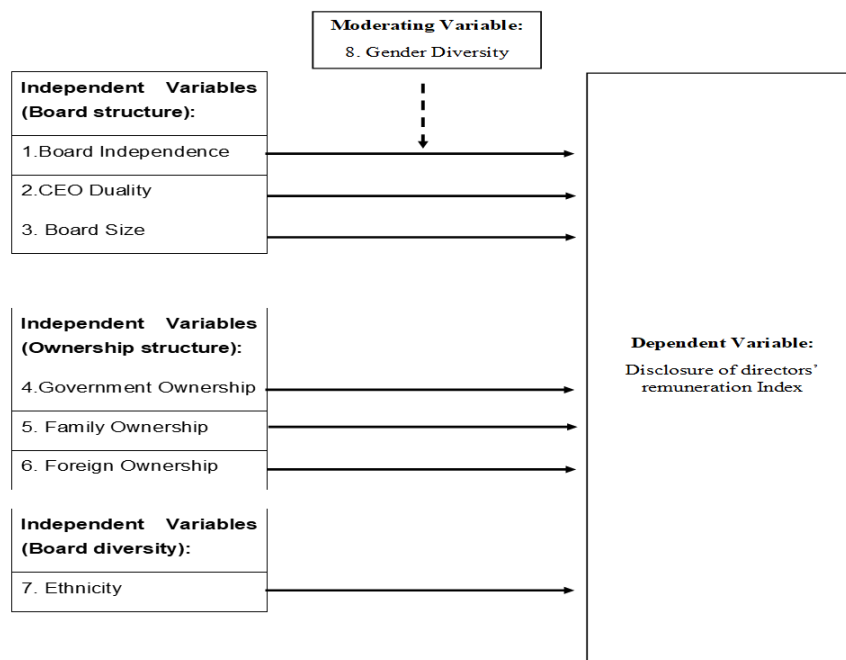 Moderating Variable:
8. Gender Diversity
Independent Variables
(Board structure):
1.Board Independence
2.CEO Duality
3. Board Size
Independent Variables
(Ownership structure):
4.Government Ownership
5. Family Ownership
6. Foreign Ownership
Independent Variables
(Board diversity):
7. Ethnicity
Dependent Variable:
Disclosure of directors’
remuneration Index